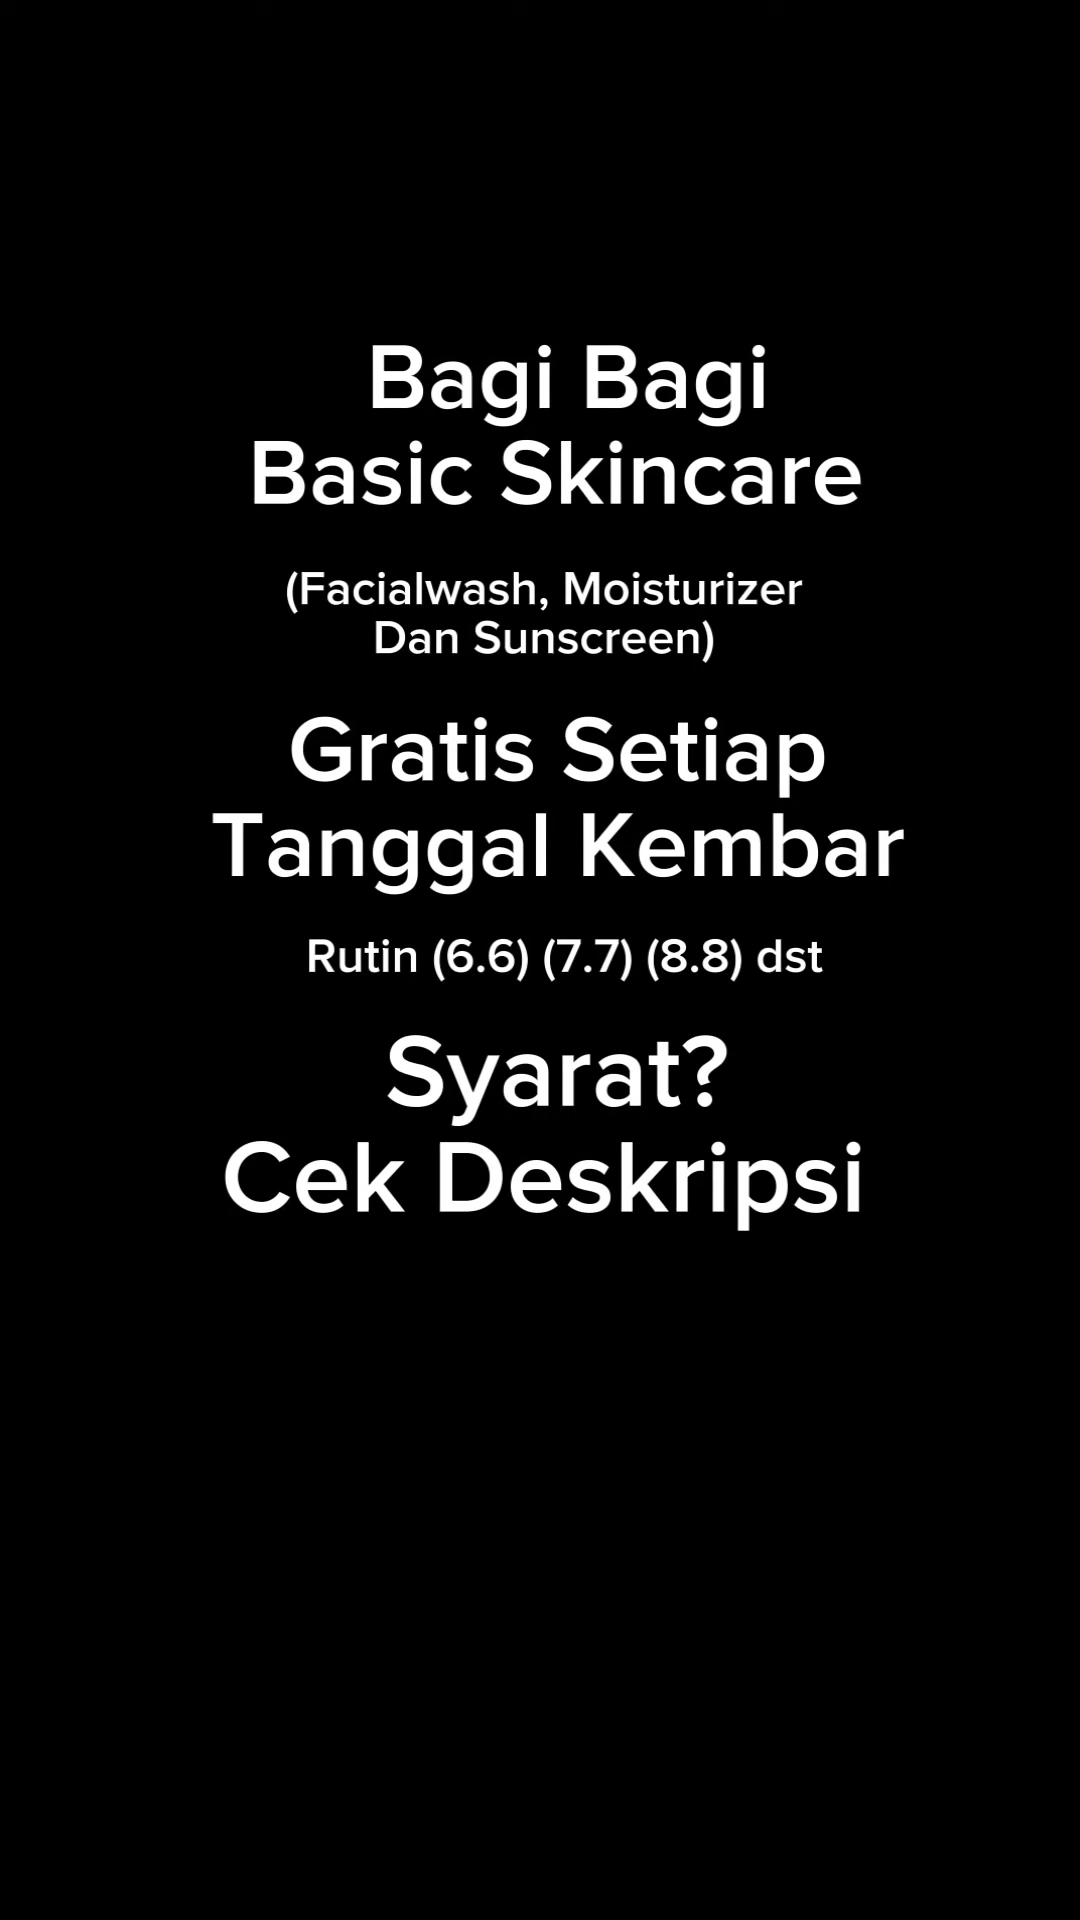 Bagi Bagi
Basic Skincare
(Facialwash, Moisturizer
Dan Sunscreen)
Gratis Setiap
Tanggal Kembar
Rutin (6.6) (7.7) (8.8) dst
Syarat?
Cek Deskripsi